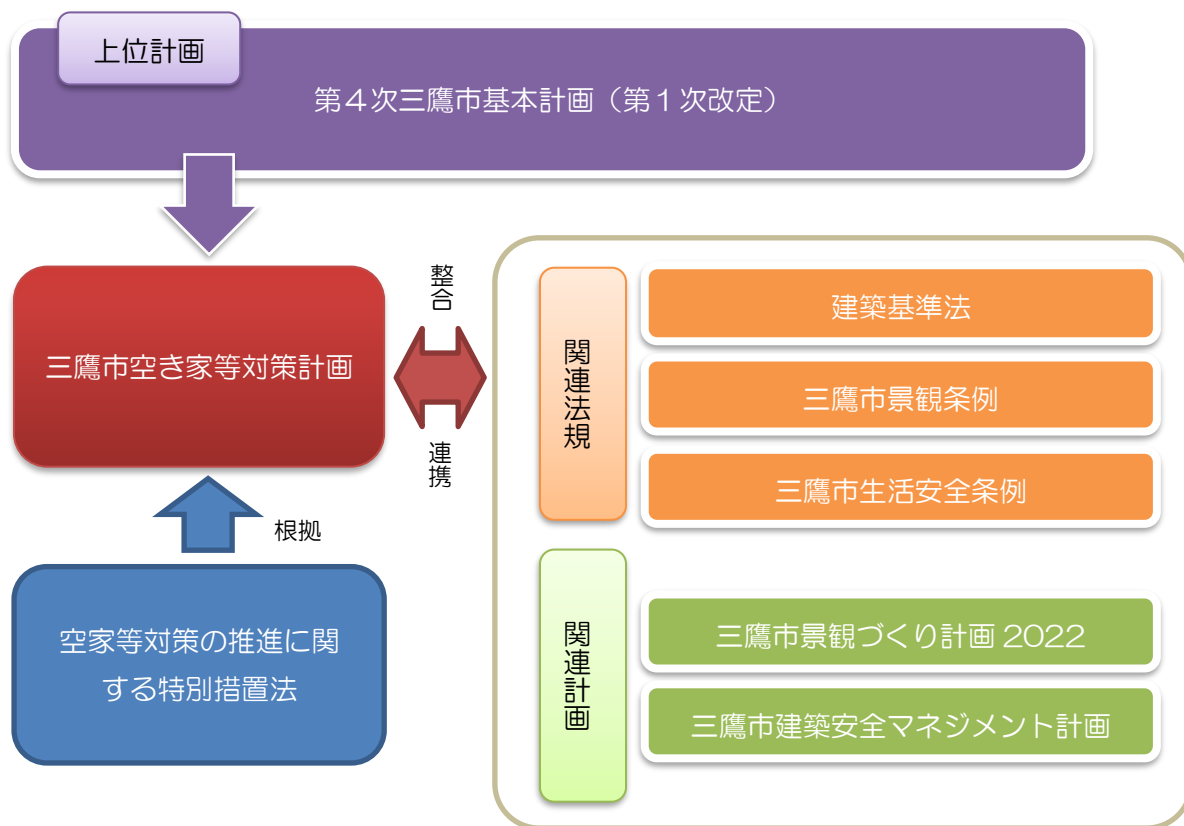 上位計画
第４次三鷹市基本計画（第１次改定）
三鷹市空き家等対策計画
整合
連携
根拠
空家等対策の推進に関
する特別措置法
関連法規
建築基準法
三鷹市景観条例
三鷹市生活安全条例
関連計画
三鷹市景観づくり計画 2022
三鷹市建築安全マネジメント計画